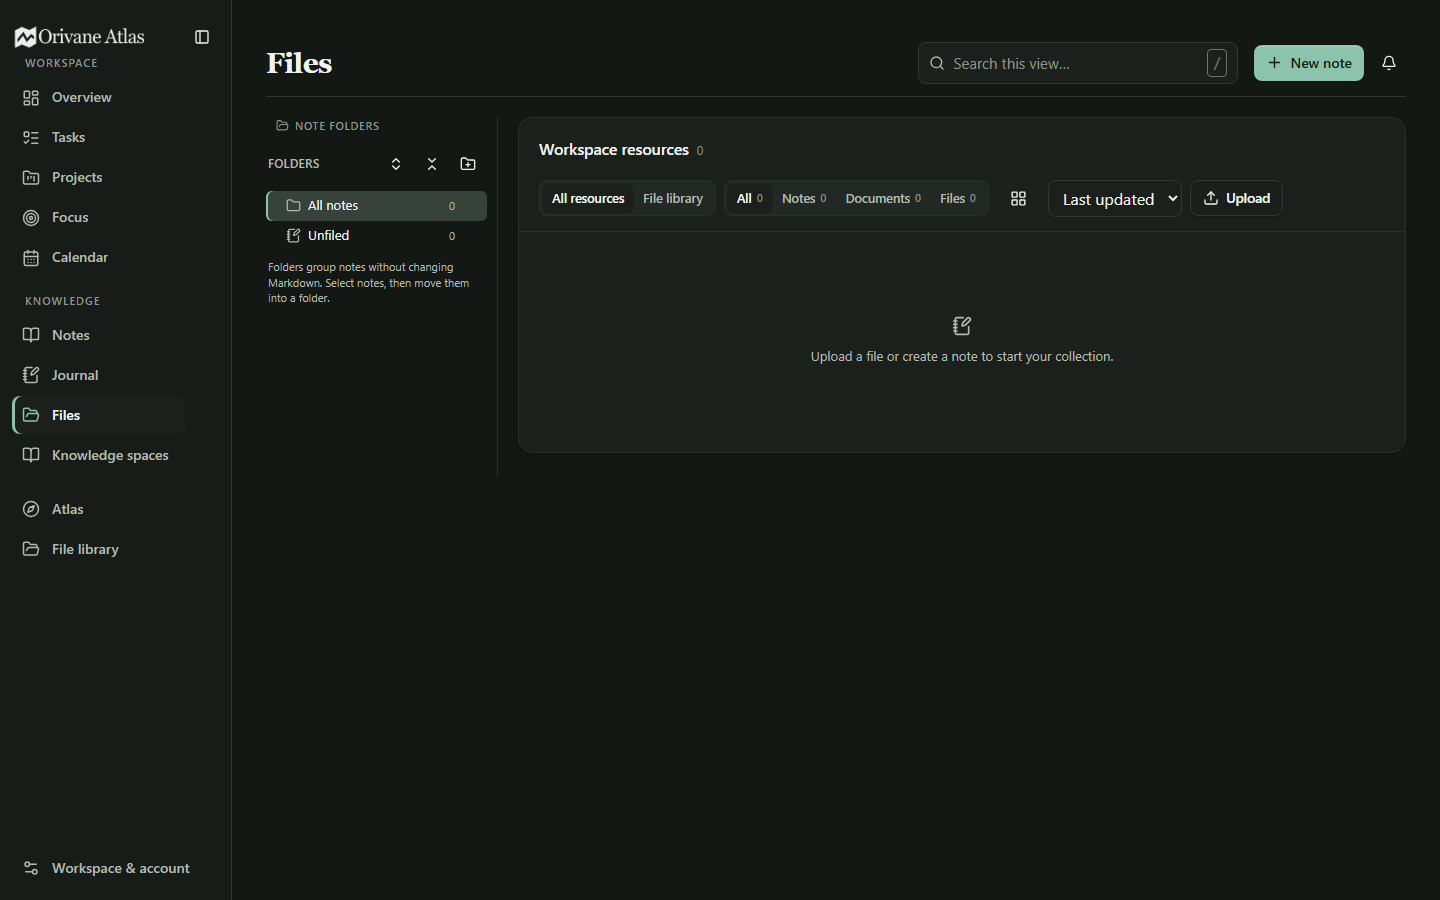 Orivane Atlas
WORKSPACE
Overview
Tasks
Projects
Focus
Calendar
KNOWLEDGE
Notes
Journal
Files
Knowledge spaces
Atlas
File library
Workspace & account
Files
Search this view...
/
New note
NOTE FOLDERS
FOLDERS
All notes 0
Unfiled 0
Folders group notes without changing
Markdown. Select notes, then move them
into a folder.
Workspace resources 0
All resources File library All 0 Notes 0 Documents 0 Files 0 Last updated Upload
Upload a file or create a note to start your collection.